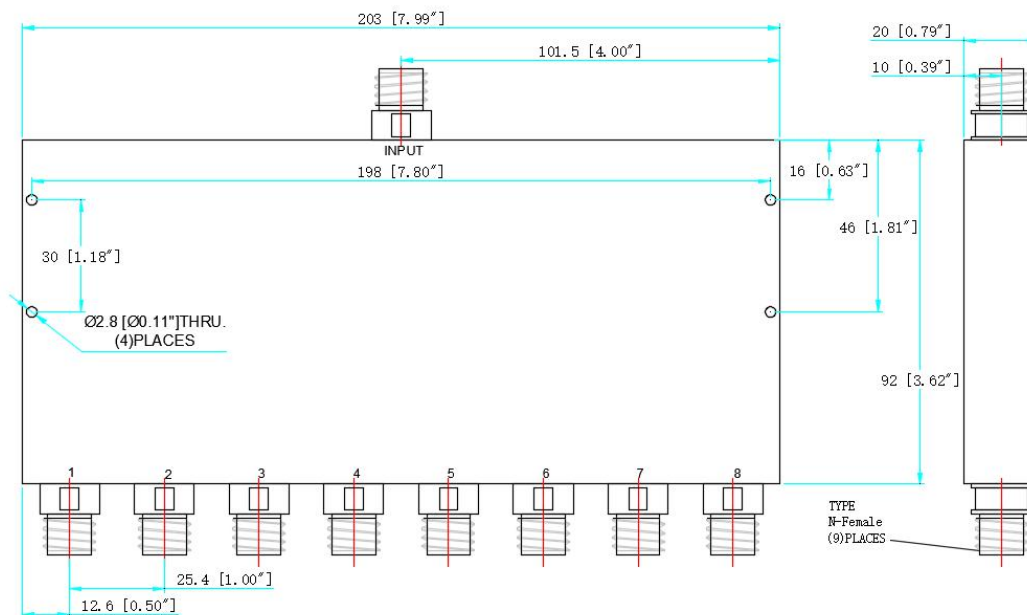 203 [7.99″]
20 [0.79″]
101.5 [4.00″]
10 [0.39″]
INPUT
198 [7.80″]
16 [0.63″]
46 [1.81″]
30 [1.18″]
Ø2.8 [Ø0.11"]THRU.
(4)PLACES
92 [3.62″]
1 2 3 4 5 6 7 8
TYPE
N-Female
(9)PLACES
25.4 [1.00″]
12.6 [0.50″]